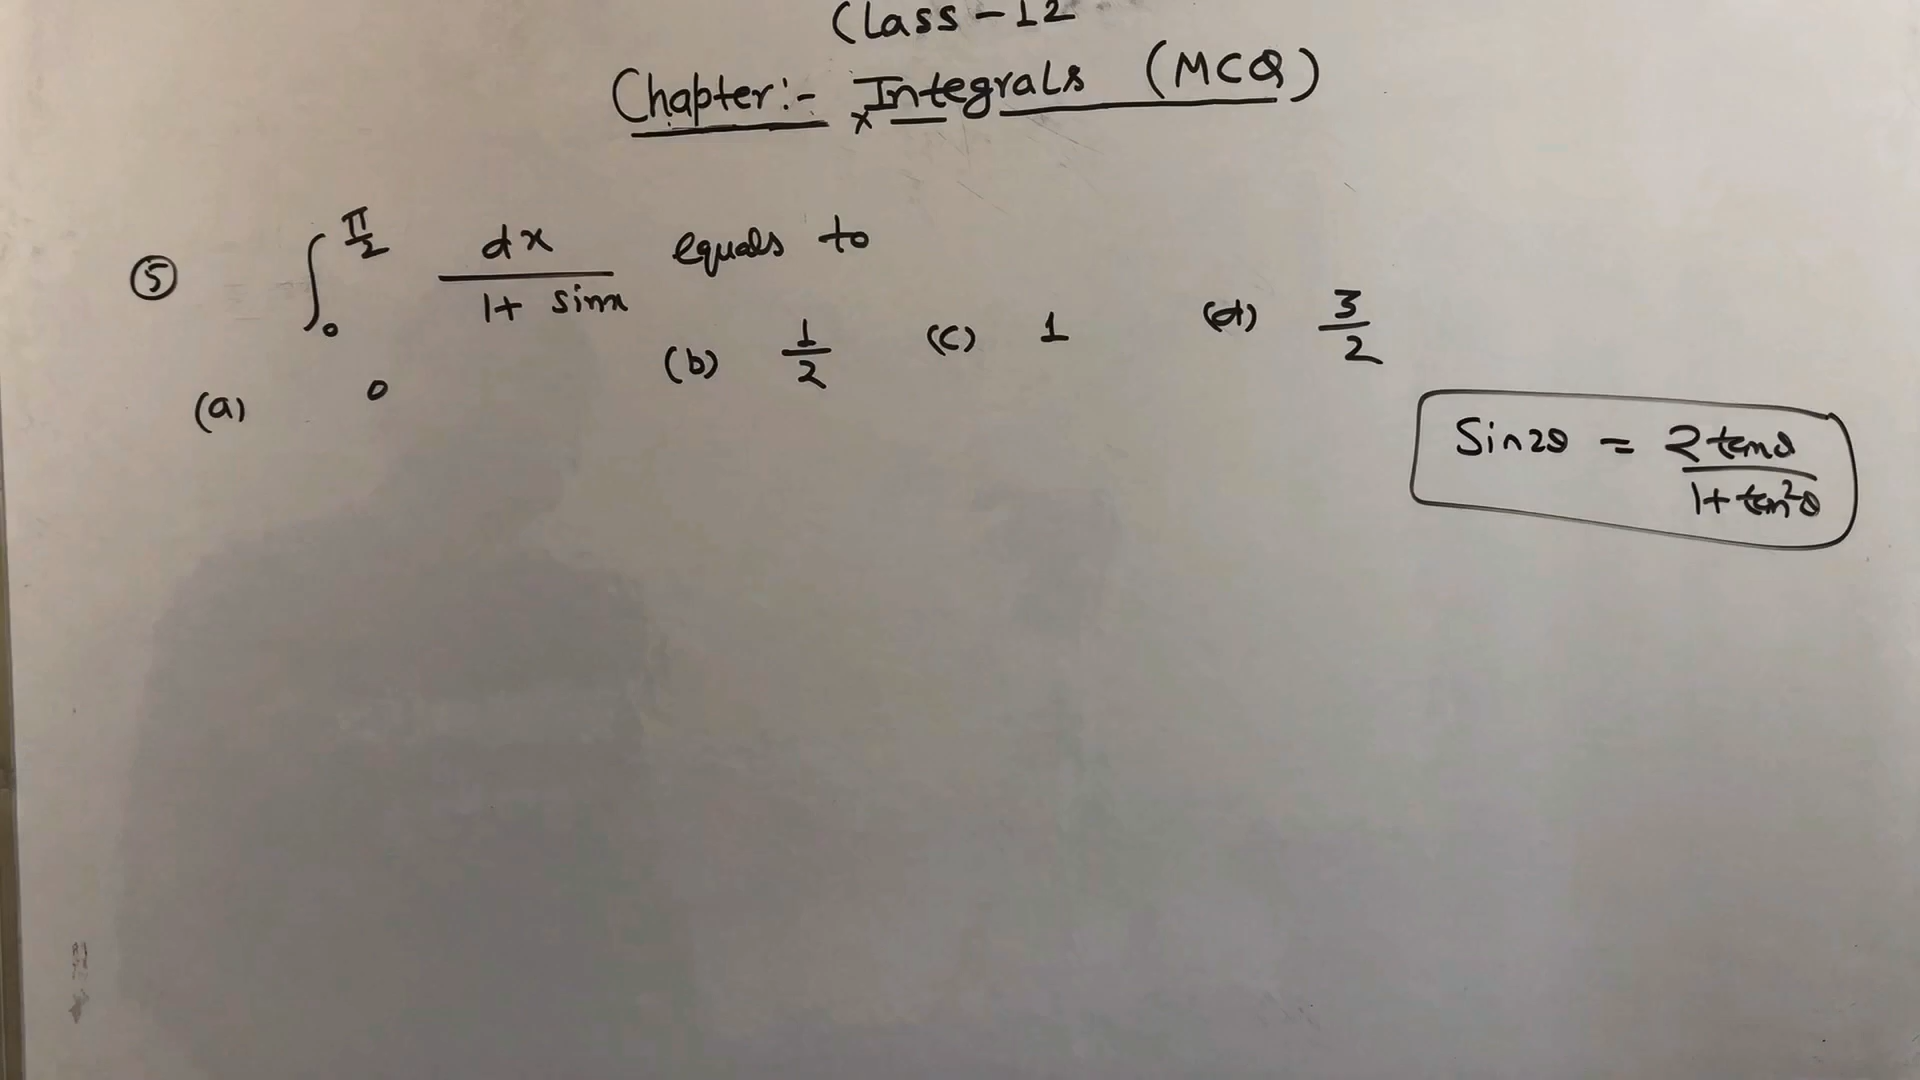 Class - 12
Chapter:- Integrals (MCQ)
x
⑤ ∫₀^{π/2} dx / (1 + sinx) equals to
(a) 0 (b) 1/2 (c) 1 (d) 3/2
Sin2θ = 2tanθ / (1+tan²θ)